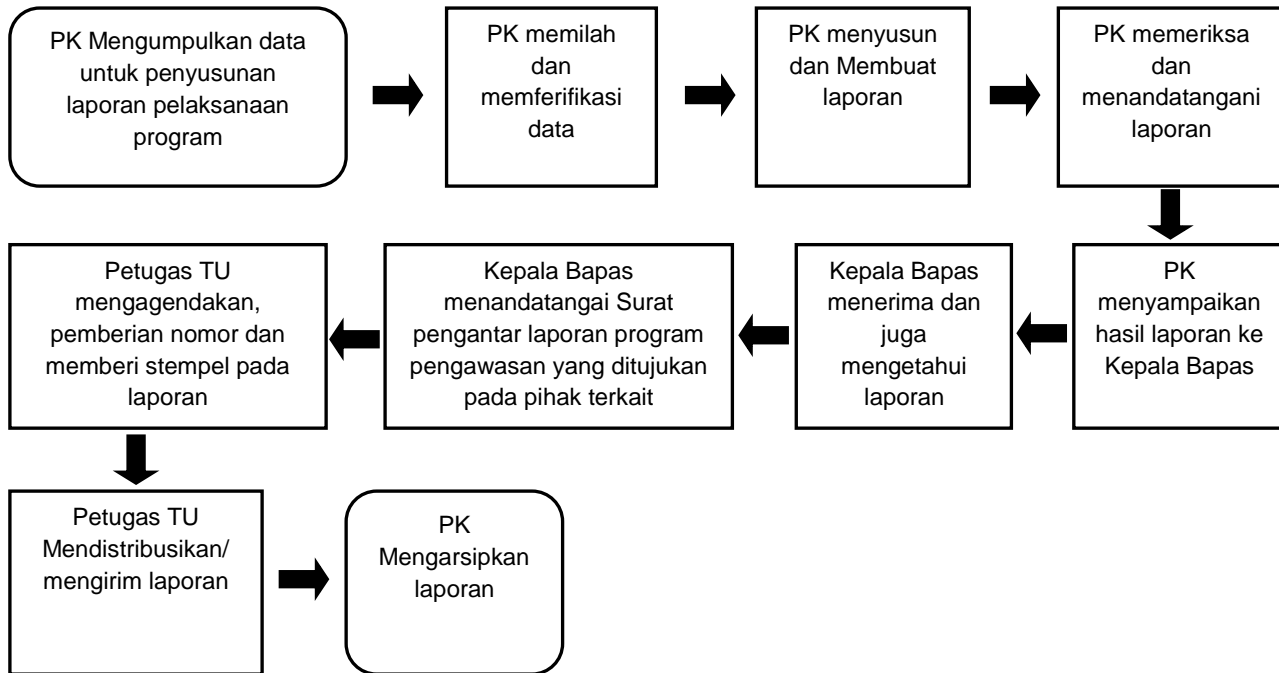 PK Mengumpulkan data
untuk penyusunan
laporan pelaksanaan
program
PK memilah
dan
memferifikasi
data
PK menyusun
dan Membuat
laporan
PK memeriksa
dan
menandatangani
laporan
PK
menyampaikan
hasil laporan ke
Kepala Bapas
Kepala Bapas
menerima dan
juga
mengetahui
laporan
Kepala Bapas
menandatangai Surat
pengantar laporan program
pengawasan yang ditujukan
pada pihak terkait
Petugas TU
mengagendakan,
pemberian nomor dan
memberi stempel pada
laporan
Petugas TU
Mendistribusikan/
mengirim laporan
PK
Mengarsipkan
laporan